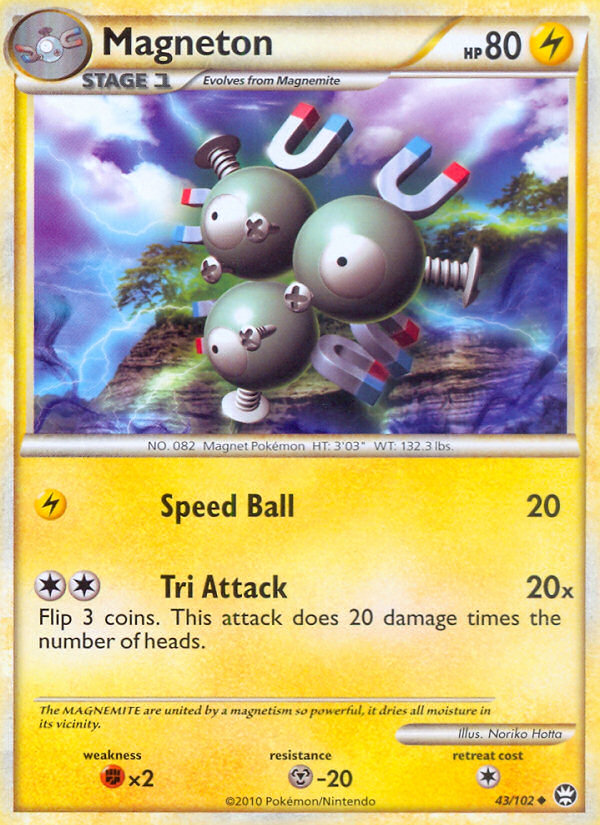 Magneton
HP 80
STAGE 1
Evolves from Magnemite
NO. 082 Magnet Pokémon HT: 3'03" WT: 132.3 lbs.
Speed Ball 20
Tri Attack 20x
Flip 3 coins. This attack does 20 damage times the
number of heads.
The MAGNEMITE are united by a magnetism so powerful, it dries all moisture in
its vicinity.
Illus. Noriko Hotta
weakness resistance retreat cost
x2 -20
©2010 Pokémon/Nintendo 43/102